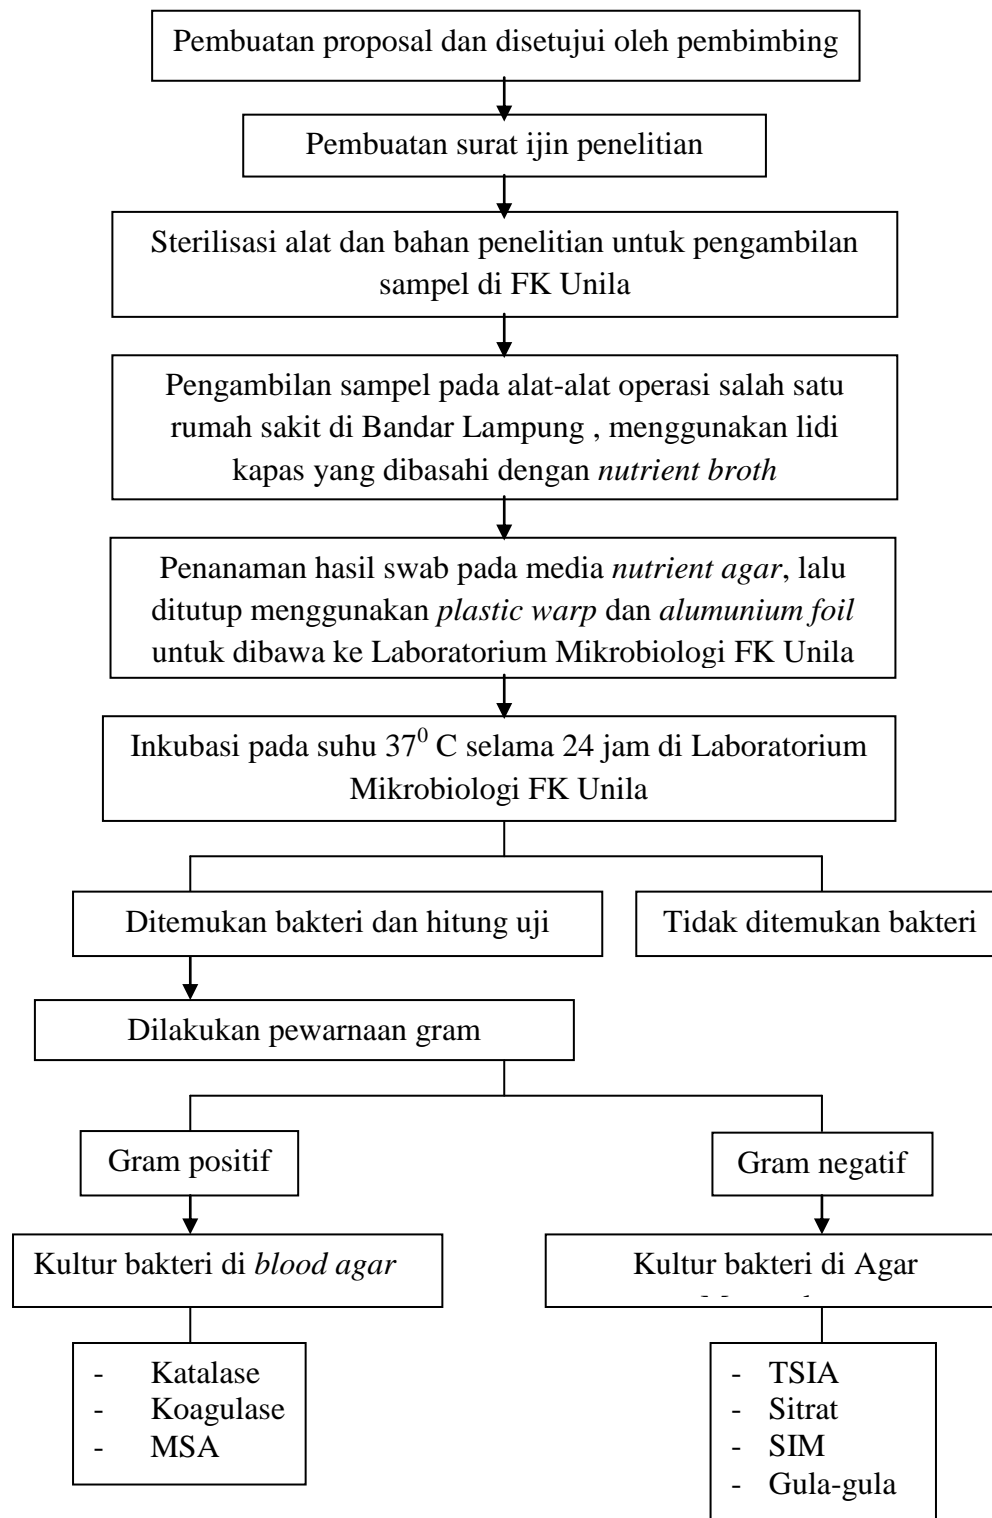 Pembuatan proposal dan disetujui oleh pembimbing
Pembuatan surat ijin penelitian
Sterilisasi alat dan bahan penelitian untuk pengambilan
sampel di FK Unila
Pengambilan sampel pada alat-alat operasi salah satu
rumah sakit di Bandar Lampung , menggunakan lidi
kapas yang dibasahi dengan nutrient broth
Penanaman hasil swab pada media nutrient agar, lalu
ditutup menggunakan plastic warp dan alumunium foil
untuk dibawa ke Laboratorium Mikrobiologi FK Unila
Inkubasi pada suhu 37⁰ C selama 24 jam di Laboratorium
Mikrobiologi FK Unila
Ditemukan bakteri dan hitung uji
Tidak ditemukan bakteri
Dilakukan pewarnaan gram
Gram positif
Gram negatif
Kultur bakteri di blood agar
Kultur bakteri di Agar
- Katalase
- Koagulase
- MSA
- TSIA
- Sitrat
- SIM
- Gula-gula